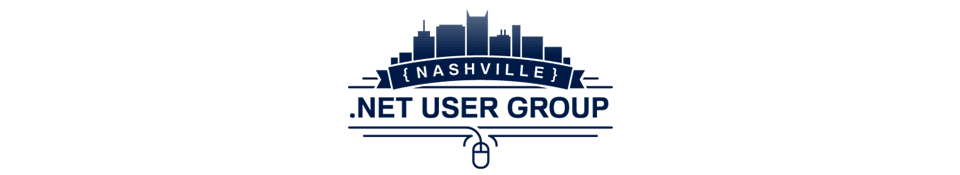 {NASHVILLE}
.NET USER GROUP